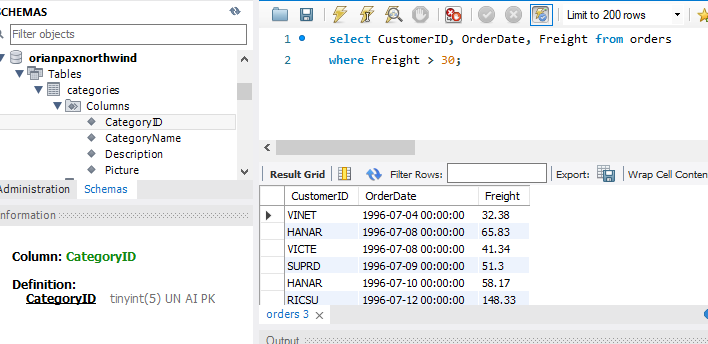 SCHEMAS
Filter objects
orianpaxnorthwind
Tables
categories
Columns
CategoryID
CategoryName
Description
Picture
Administration Schemas
Information
Column: CategoryID
Definition:
CategoryID tinyint(5) UN AI PK
Limit to 200 rows
1 select CustomerID, OrderDate, Freight from orders
2 where Freight > 30;
Result Grid Filter Rows: Export: Wrap Cell Conten
CustomerID OrderDate Freight
VINET 1996-07-04 00:00:00 32.38
HANAR 1996-07-08 00:00:00 65.83
VICTE 1996-07-08 00:00:00 41.34
SUPRD 1996-07-09 00:00:00 51.3
HANAR 1996-07-10 00:00:00 58.17
RICSU 1996-07-12 00:00:00 148.33
orders 3
Output